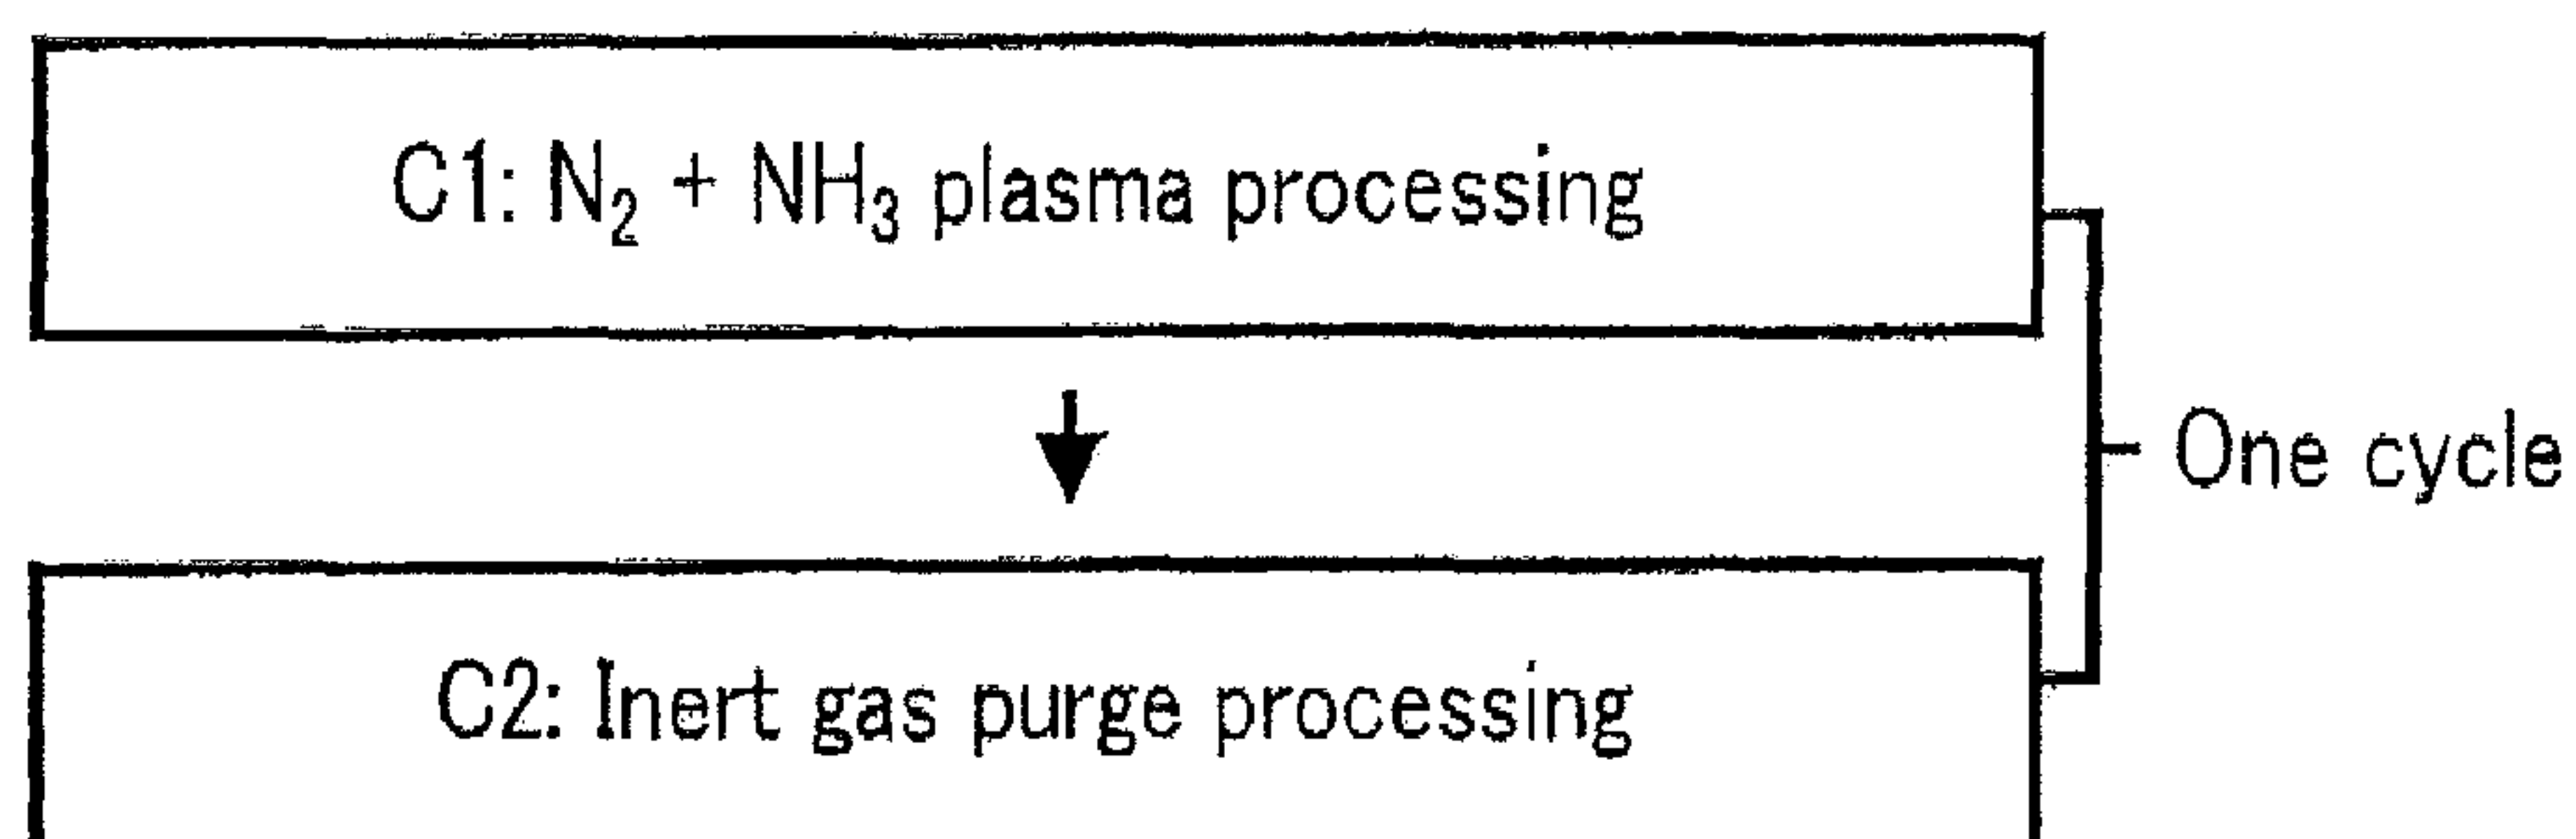 C1: N₂ + NH₃ plasma processing
One cycle
C2: Inert gas purge processing